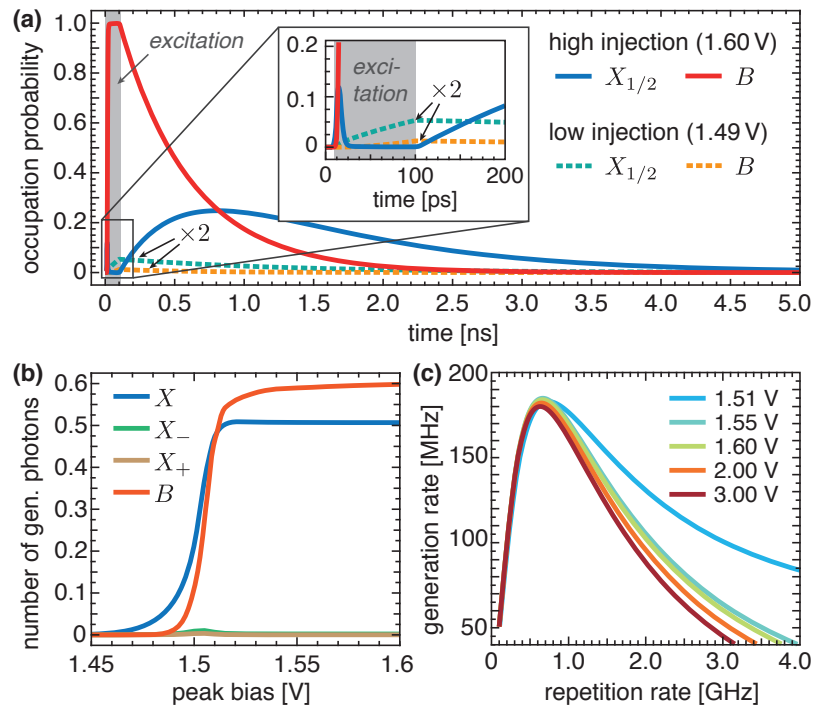 (a)
occupation probability
1.0
0.8
0.6
0.4
0.2
0
excitation
×2
0 0.5 1.0 1.5 2.0 2.5 3.0 3.5 4.0 4.5 5.0
time [ns]
0.2
0.1
0
exci-
tation
×2
0 100 200
time [ps]
high injection (1.60 V)
X1/2 B
low injection (1.49 V)
X1/2 B
(b)
number of gen. photons
0.6
0.5
0.4
0.3
0.2
0.1
0
X
X−
X+
B
1.45 1.5 1.55 1.6
peak bias [V]
(c)
generation rate [MHz]
200
150
100
50
1.51 V
1.55 V
1.60 V
2.00 V
3.00 V
0 1.0 2.0 3.0 4.0
repetition rate [GHz]